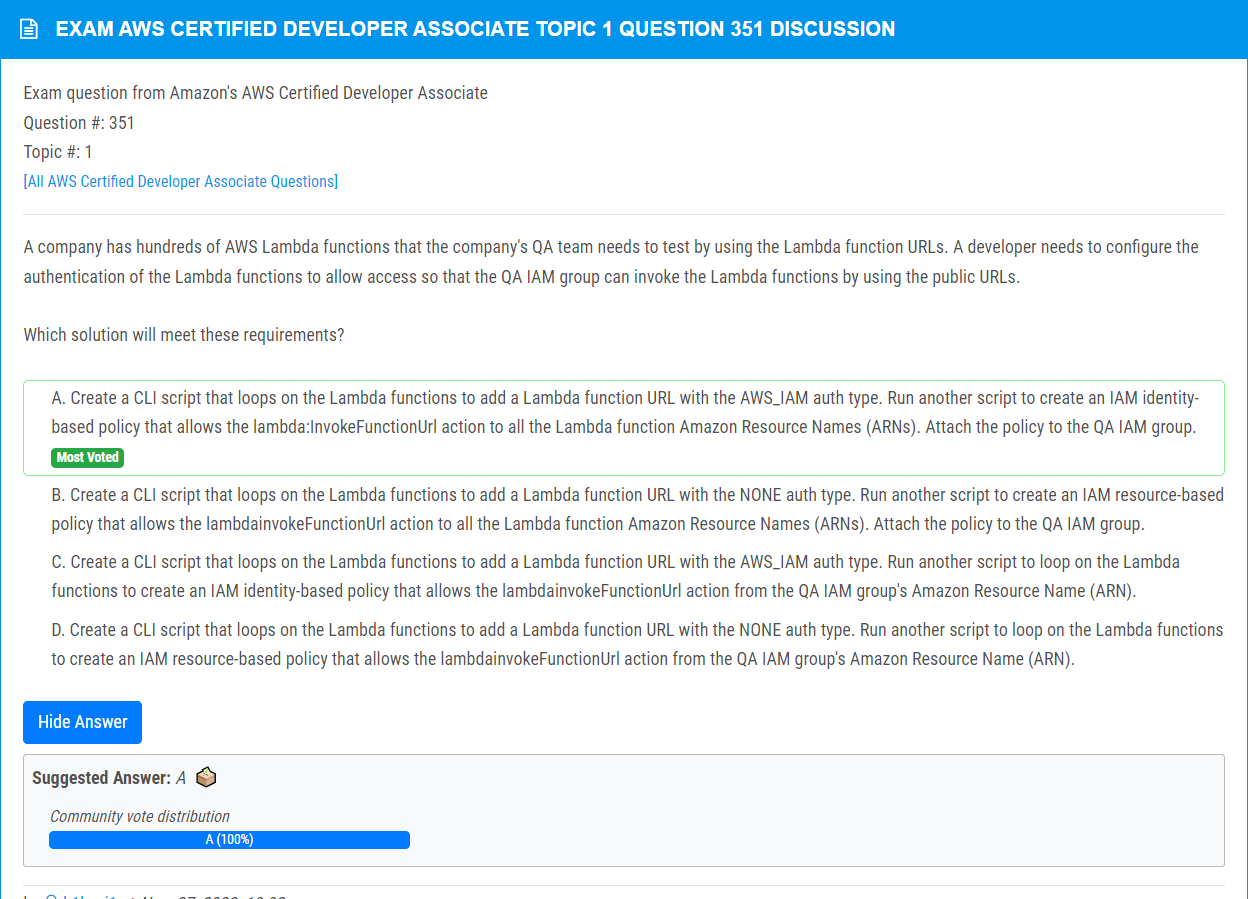 EXAM AWS CERTIFIED DEVELOPER ASSOCIATE TOPIC 1 QUESTION 351 DISCUSSION
Exam question from Amazon's AWS Certified Developer Associate
Question #: 351
Topic #: 1
[All AWS Certified Developer Associate Questions]
A company has hundreds of AWS Lambda functions that the company's QA team needs to test by using the Lambda function URLs. A developer needs to configure the
authentication of the Lambda functions to allow access so that the QA IAM group can invoke the Lambda functions by using the public URLs.
Which solution will meet these requirements?
A. Create a CLI script that loops on the Lambda functions to add a Lambda function URL with the AWS_IAM auth type. Run another script to create an IAM identity-
based policy that allows the lambda:InvokeFunctionUrl action to all the Lambda function Amazon Resource Names (ARNs). Attach the policy to the QA IAM group.
Most Voted
B. Create a CLI script that loops on the Lambda functions to add a Lambda function URL with the NONE auth type. Run another script to create an IAM resource-based
policy that allows the lambdainvokeFunctionUrl action to all the Lambda function Amazon Resource Names (ARNs). Attach the policy to the QA IAM group.
C. Create a CLI script that loops on the Lambda functions to add a Lambda function URL with the AWS_IAM auth type. Run another script to loop on the Lambda
functions to create an IAM identity-based policy that allows the lambdainvokeFunctionUrl action from the QA IAM group's Amazon Resource Name (ARN).
D. Create a CLI script that loops on the Lambda functions to add a Lambda function URL with the NONE auth type. Run another script to loop on the Lambda functions
to create an IAM resource-based policy that allows the lambdainvokeFunctionUrl action from the QA IAM group's Amazon Resource Name (ARN).
Hide Answer
Suggested Answer: A
Community vote distribution
A (100%)